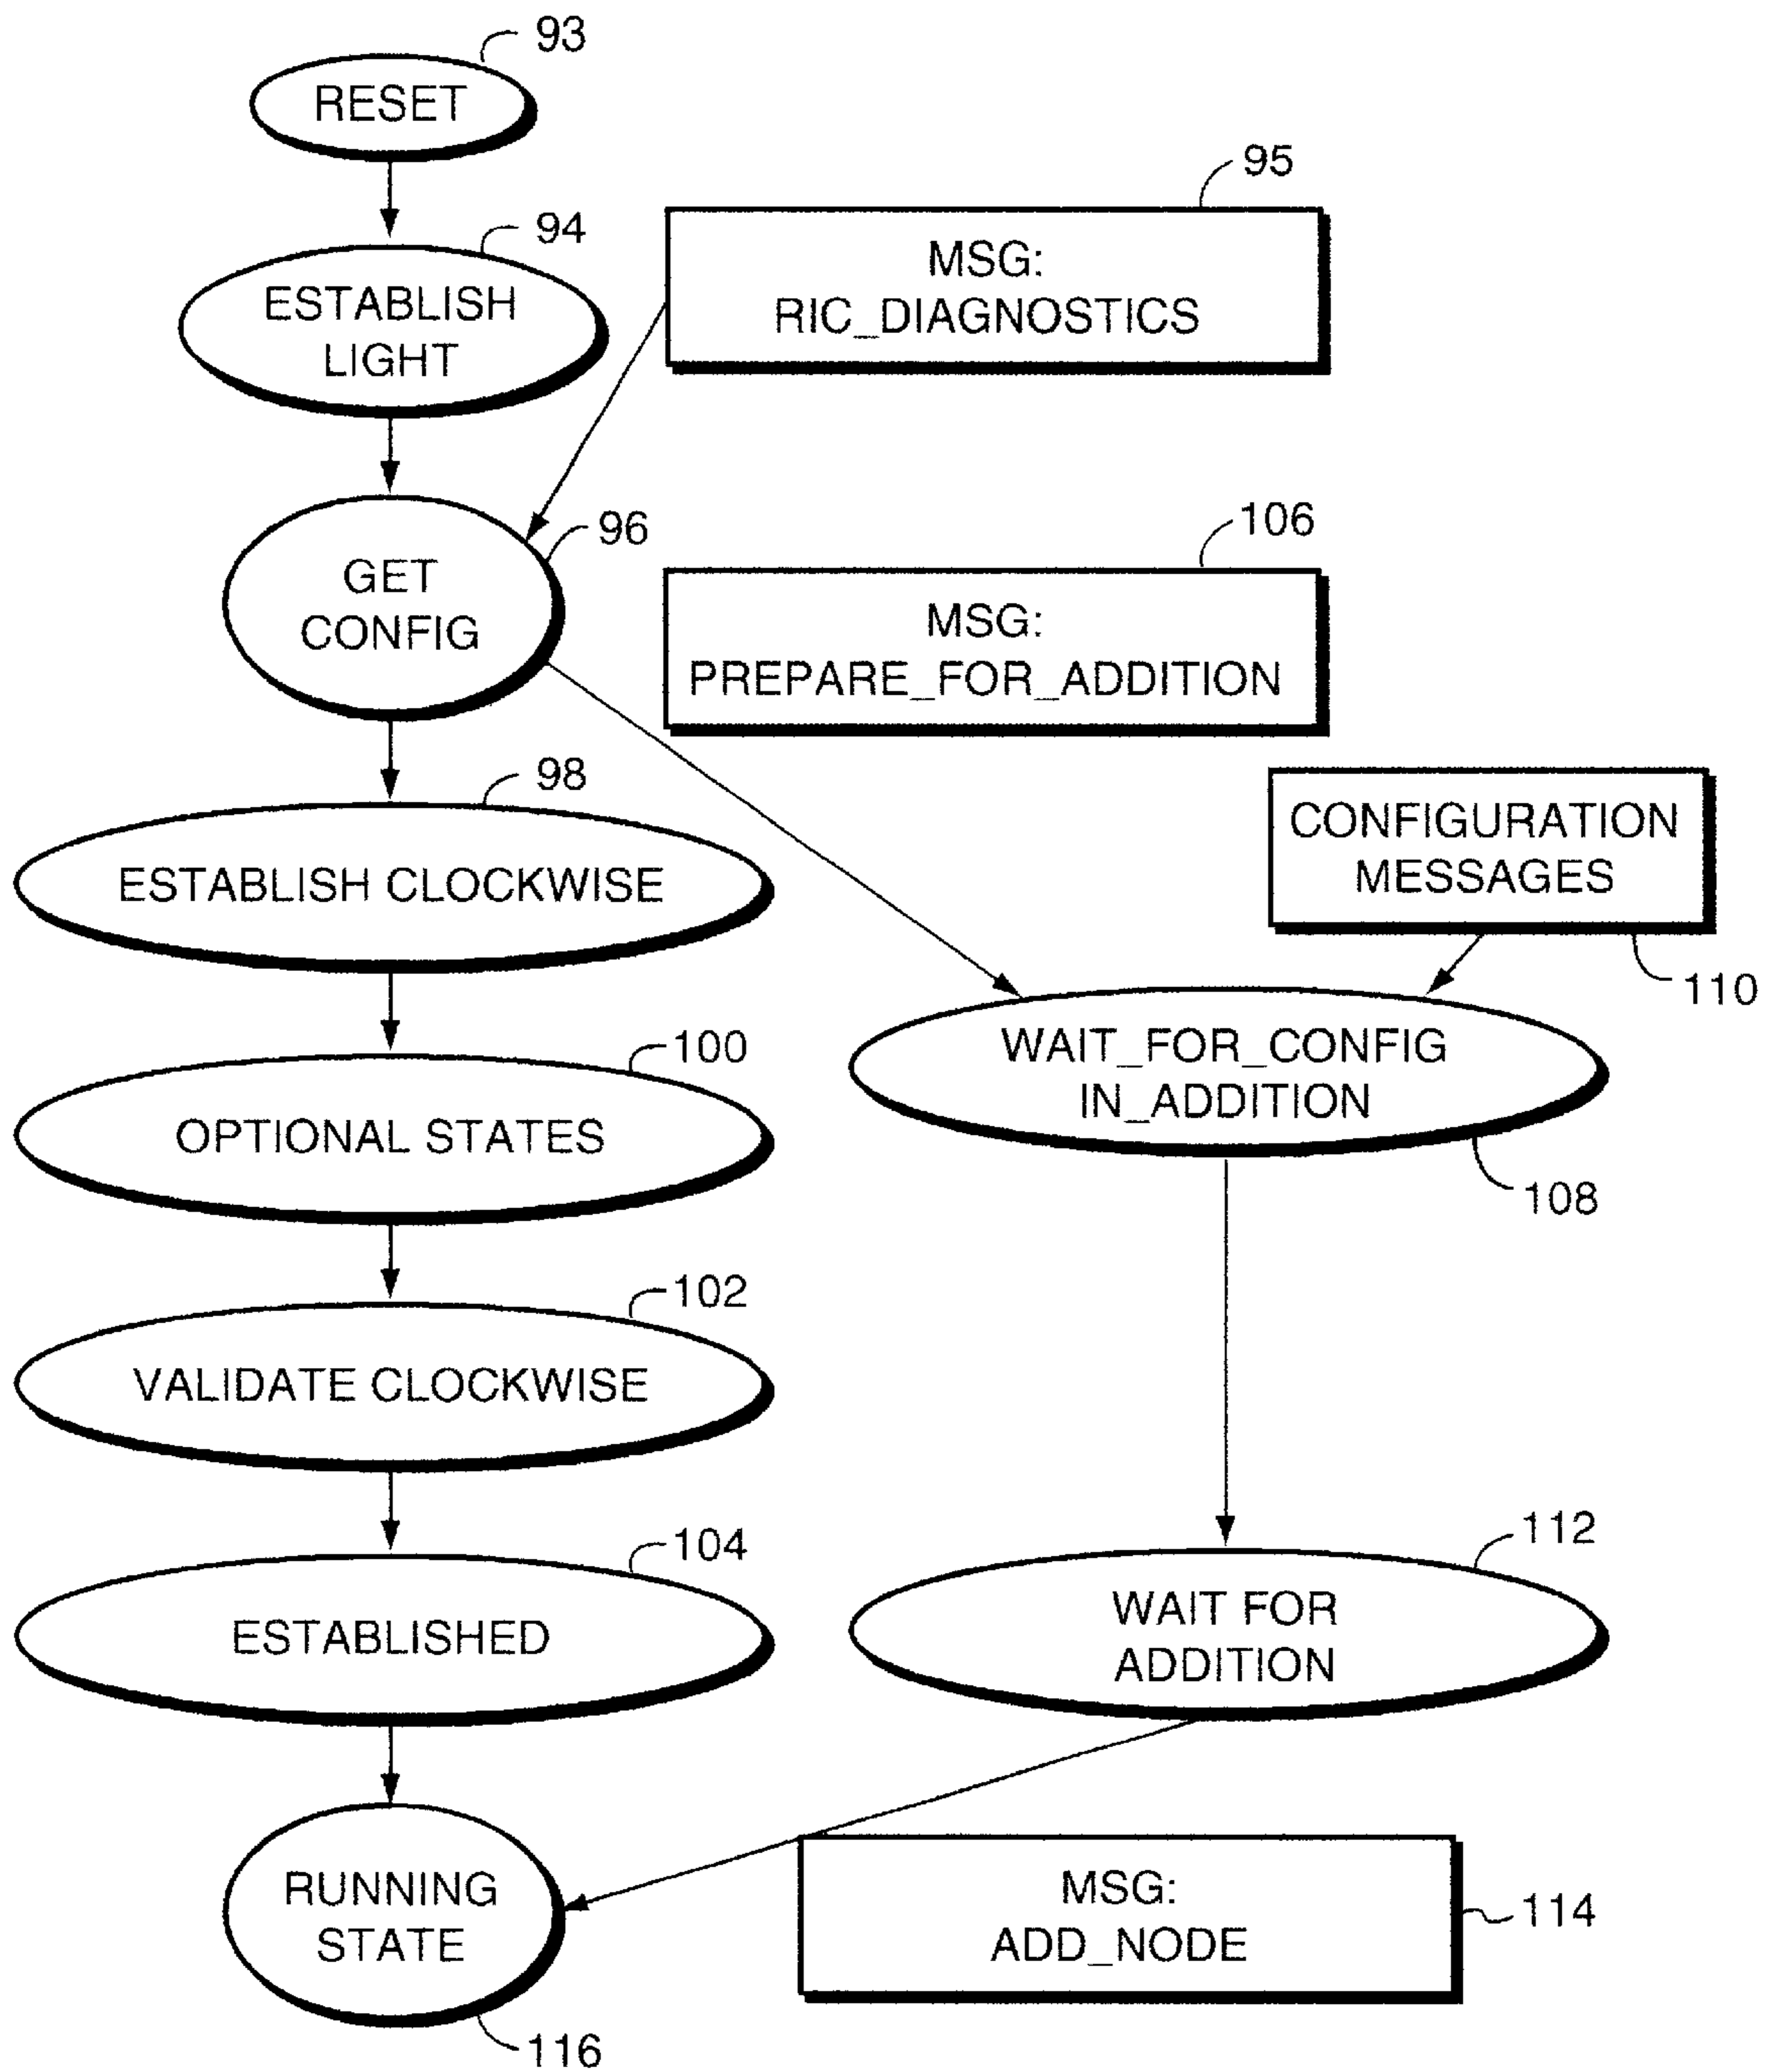 93
RESET
95
94
MSG:
RIC_DIAGNOSTICS
ESTABLISH
LIGHT
96
106
GET
CONFIG
MSG:
PREPARE_FOR_ADDITION
98
CONFIGURATION
MESSAGES
ESTABLISH CLOCKWISE
110
100
WAIT_FOR_CONFIG
IN_ADDITION
OPTIONAL STATES
108
102
VALIDATE CLOCKWISE
104
112
ESTABLISHED
WAIT FOR
ADDITION
RUNNING
STATE
MSG:
ADD_NODE
114
116